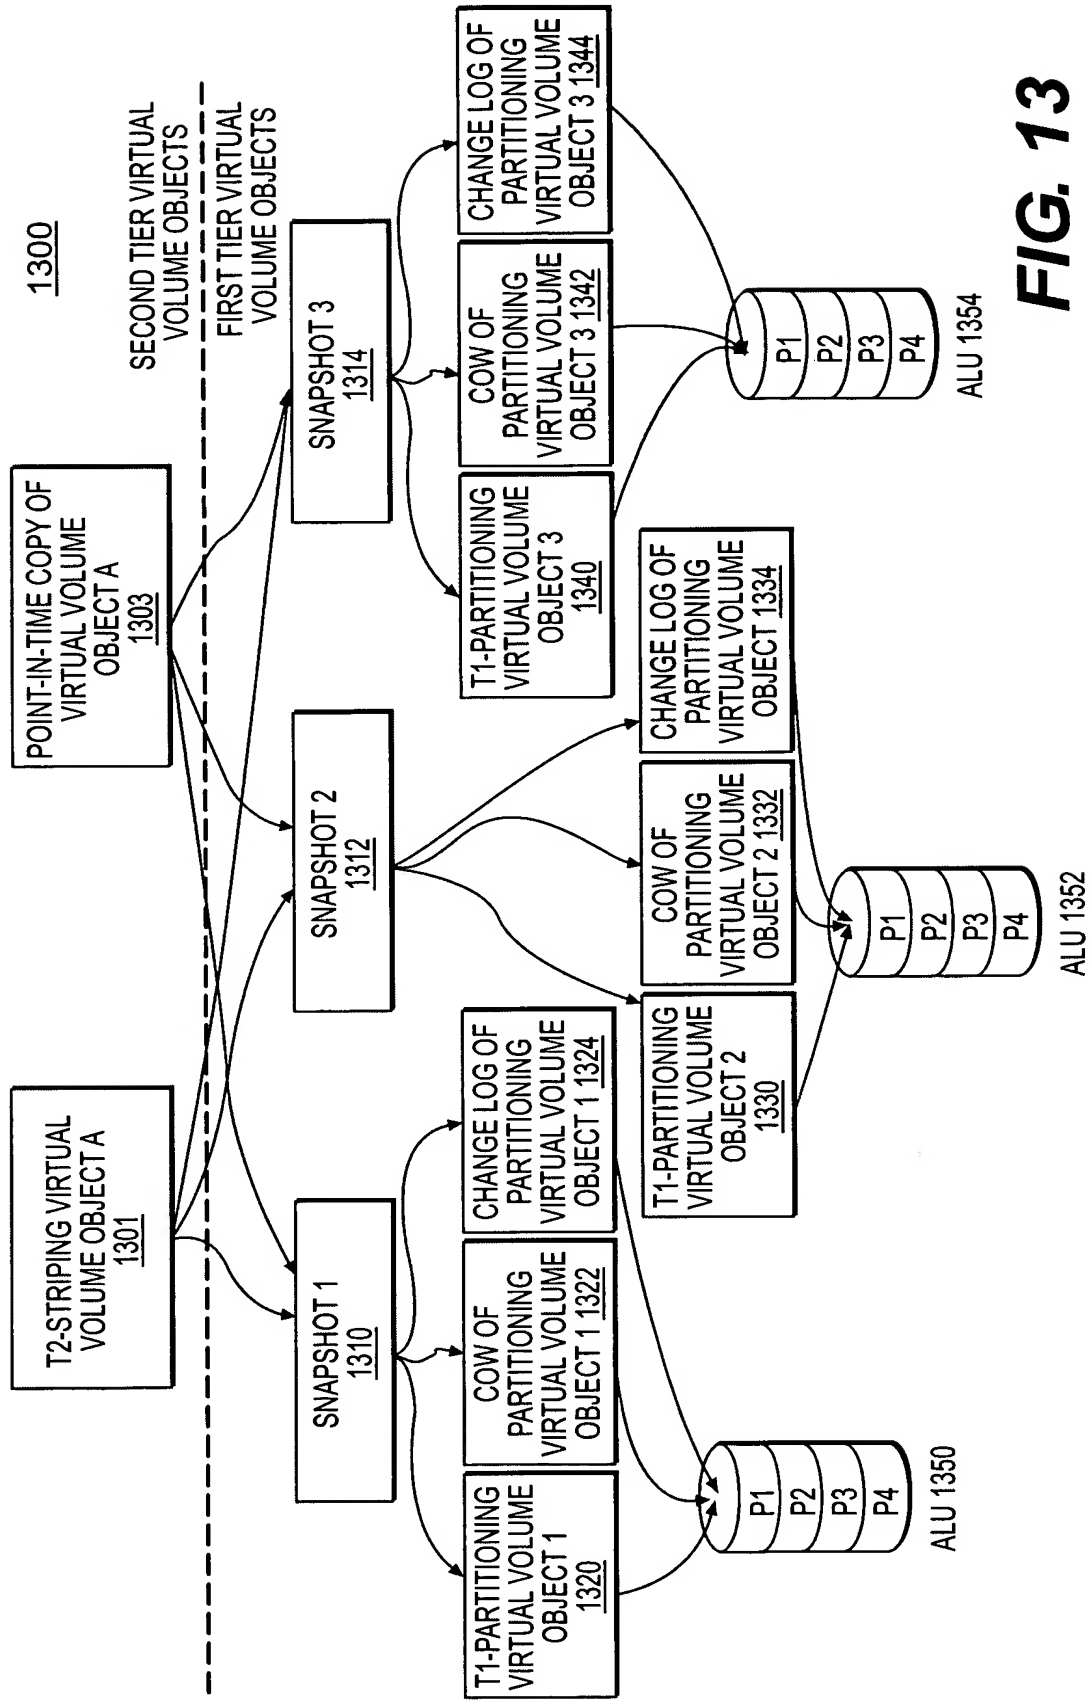 1300
T2-STRIPING VIRTUAL
VOLUME OBJECT A
1301
POINT-IN-TIME COPY OF
VIRTUAL VOLUME
OBJECT A
1303
SECOND TIER VIRTUAL
VOLUME OBJECTS
FIRST TIER VIRTUAL
VOLUME OBJECTS
SNAPSHOT 1
1310
SNAPSHOT 2
1312
SNAPSHOT 3
1314
T1-PARTITIONING
VIRTUAL VOLUME
OBJECT 1
1320
COW OF
PARTITIONING
VIRTUAL VOLUME
OBJECT 1 1322
CHANGE LOG OF
PARTITIONING
VIRTUAL VOLUME
OBJECT 1 1324
T1-PARTITIONING
VIRTUAL VOLUME
OBJECT 2
1330
COW OF
PARTITIONING
VIRTUAL VOLUME
OBJECT 2 1332
CHANGE LOG OF
PARTITIONING
VIRTUAL VOLUME
OBJECT 1334
T1-PARTITIONING
VIRTUAL VOLUME
OBJECT 3
1340
COW OF
PARTITIONING
VIRTUAL VOLUME
OBJECT 3 1342
CHANGE LOG OF
PARTITIONING
VIRTUAL VOLUME
OBJECT 3 1344
P1
P2
P3
P4
ALU 1350
P1
P2
P3
P4
ALU 1352
P1
P2
P3
P4
ALU 1354
FIG. 13